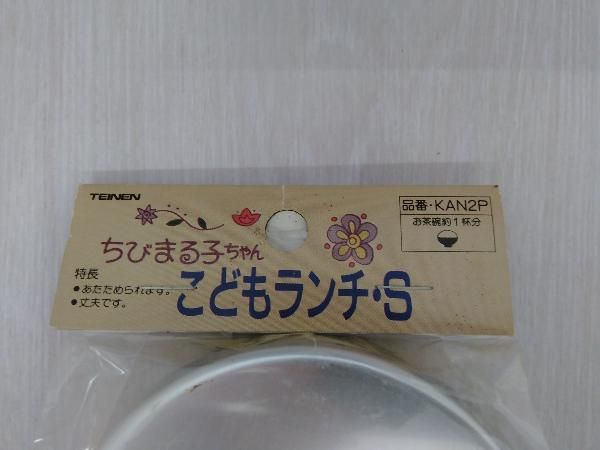 TEINEN
品番・KAN2P
お茶碗約1杯分
ちびまる子ちゃん
特長
●あたためられます。
●丈夫です。
こどもランチ・S